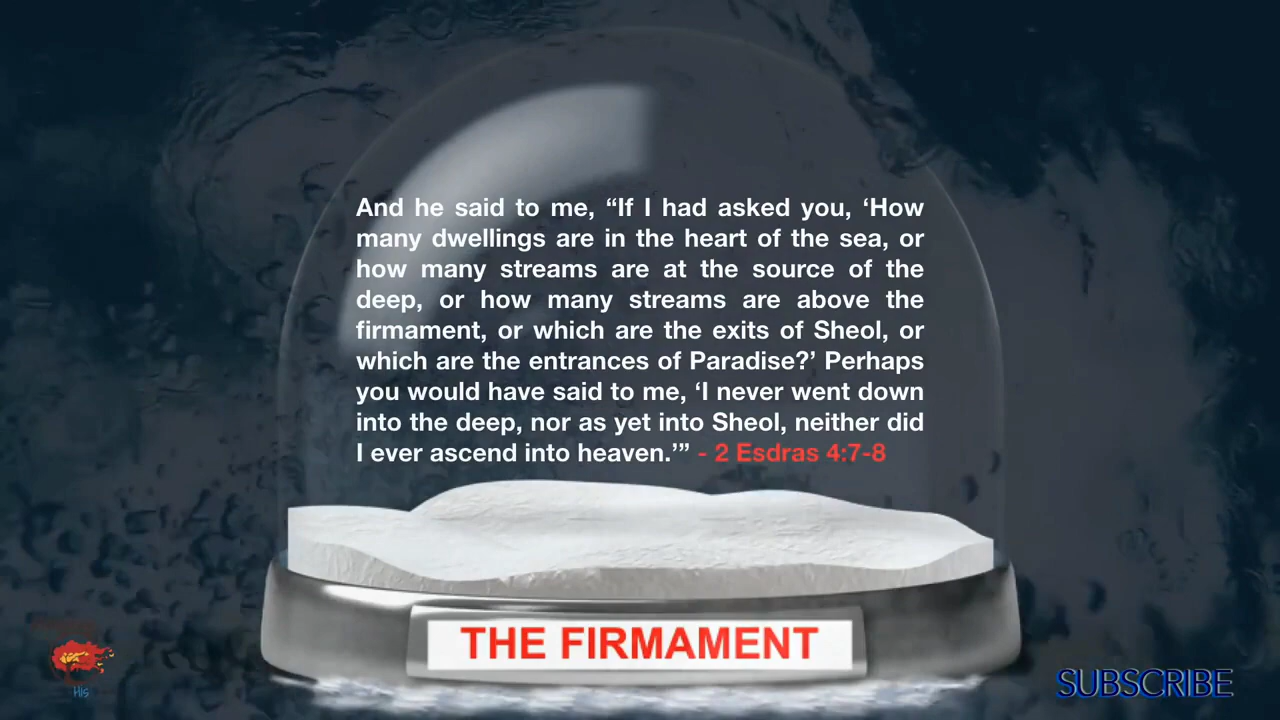 And he said to me, “If I had asked you, ‘How
many dwellings are in the heart of the sea, or
how many streams are at the source of the
deep, or how many streams are above the
firmament, or which are the exits of Sheol, or
which are the entrances of Paradise?’ Perhaps
you would have said to me, ‘I never went down
into the deep, nor as yet into Sheol, neither did
I ever ascend into heaven.’” - 2 Esdras 4:7-8
THE FIRMAMENT
His
SUBSCRIBE